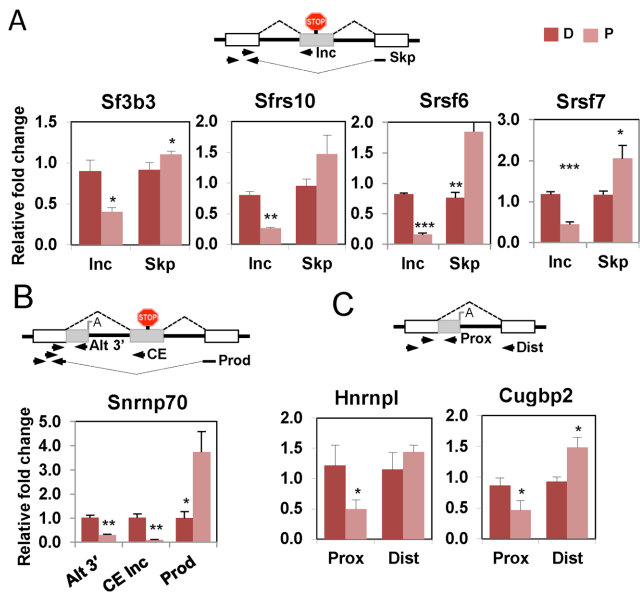 A
STOP
Inc
Skp
D P
Sf3b3 Sfrs10 Srsf6 Srsf7
Relative fold change
1.5
1.0
0.5
0.0
*
*
Inc Skp
2.0
1.5
1.0
0.5
0.0
**
Inc Skp
2.0
1.5
1.0
0.5
0.0
***
**
Inc Skp
3.0
2.0
1.0
0.0
***
*
Inc Skp
B
STOP
A
Alt 3′
CE
Prod
Snrnp70
Relative fold change
5.0
4.0
3.0
2.0
1.0
0.0
**
**
*
Alt 3′ CE Inc Prod
C
A
Prox
Dist
Hnrnpl Cugbp2
2.0
1.5
1.0
0.5
0.0
*
Prox Dist
2.0
1.5
1.0
0.5
0.0
*
*
Prox Dist